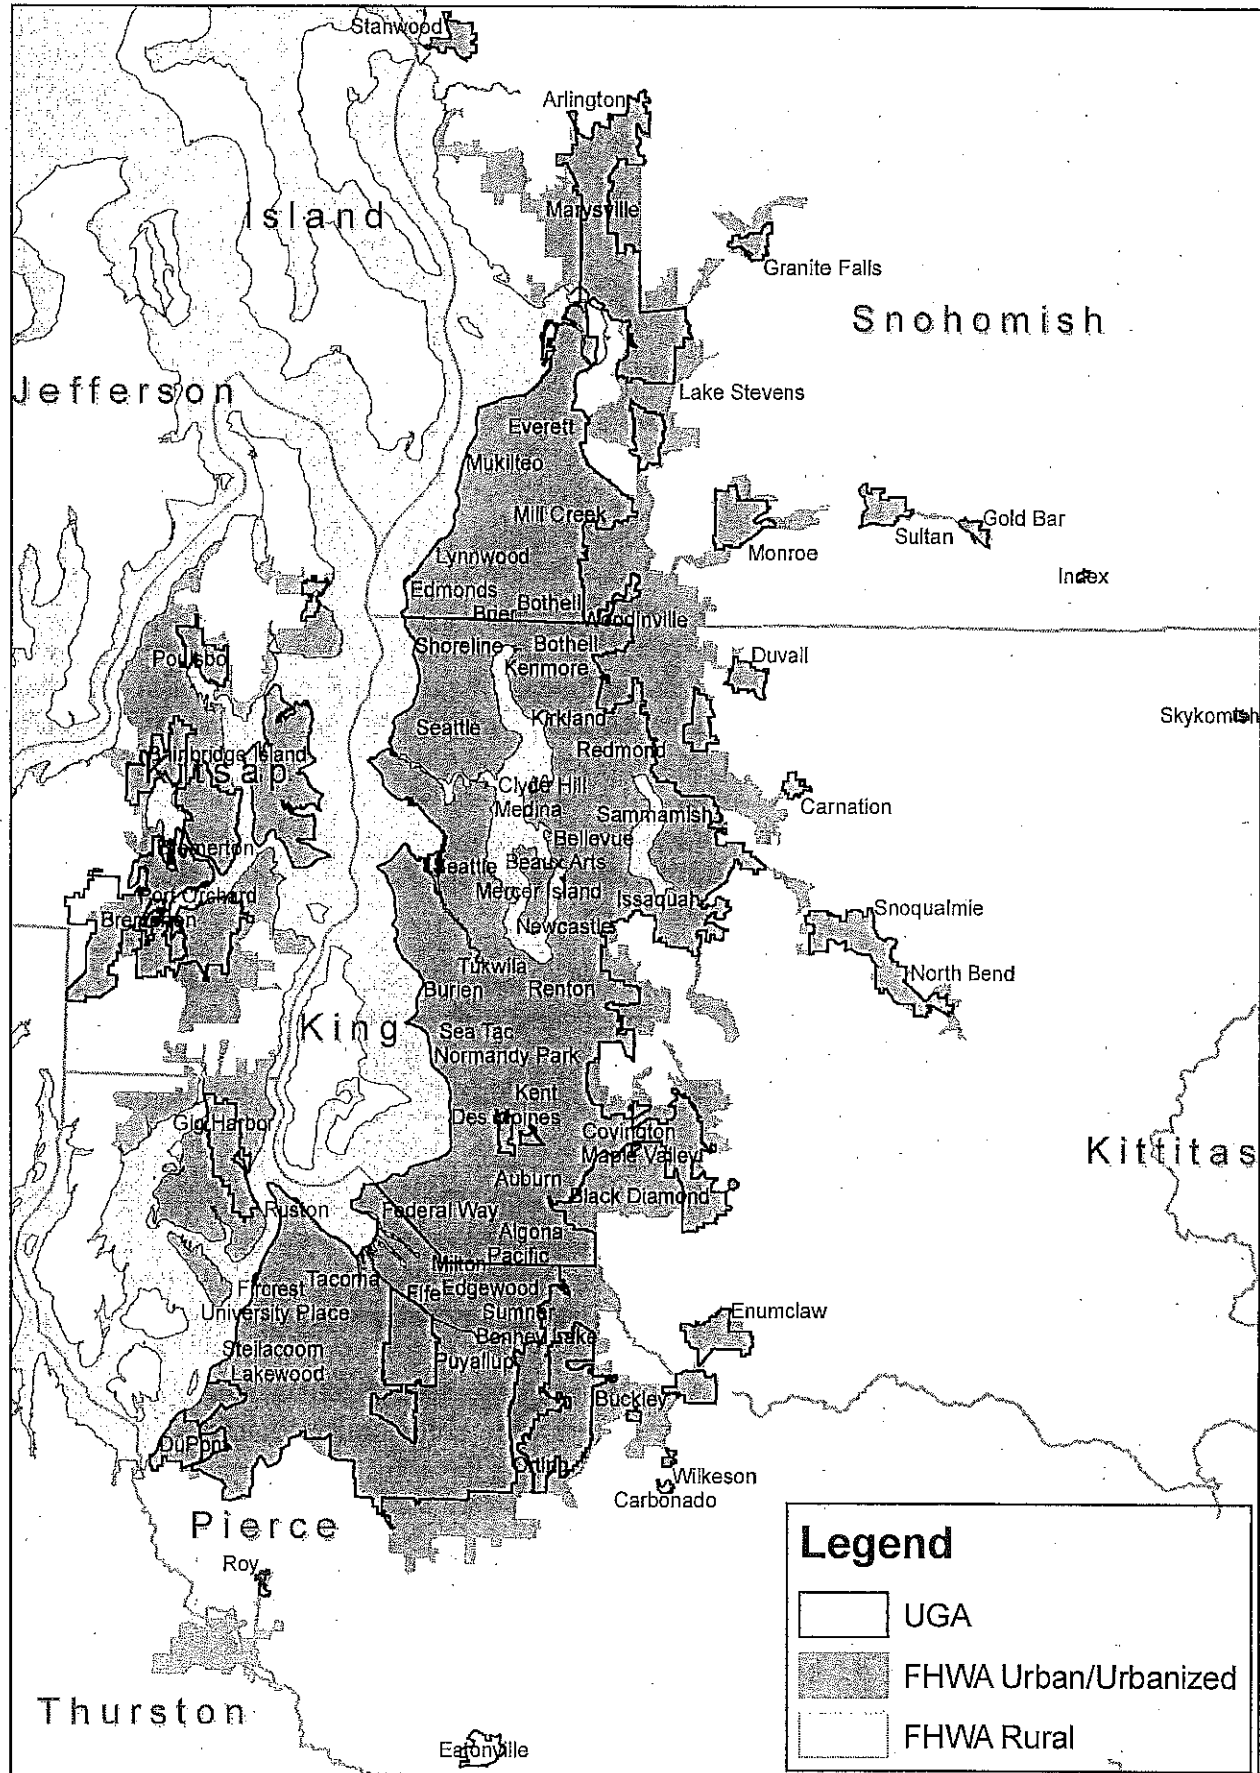 Stanwood
Arlington
Island
Marysville
Granite Falls
Snohomish
Jefferson
Lake Stevens
Everett
Mukilteo
Mill Creek
Gold Bar
Sultan
Monroe
Lynnwood
Index
Edmonds
Bothell
Brier
Woodinville
Shoreline
Bothell
Duvall
Poulsbo
Kenmore
Skykomish
Kirkland
Seattle
Redmond
Bainbridge Island
Kitsap
Clyde Hill
Medina
Sammamish
Carnation
Bellevue
Bremerton
Beaux Arts
Seattle
Mercer Island
Port Orchard
Issaquah
Snoqualmie
Bremerton
Newcastle
Tukwila
North Bend
Burien
Renton
King
Sea Tac
Normandy Park
Kent
Des Moines
Gig Harbor
Covington
Maple Valley
Kittitas
Auburn
Black Diamond
Ruston
Federal Way
Algona
Pacific
Milton
Tacoma
Fircrest
Fife
Edgewood
University Place
Sumner
Enumclaw
Bonney Lake
Steilacoom
Puyallup
Lakewood
Buckley
DuPont
Orting
Wilkeson
Carbonado
Pierce
Roy
Thurston
Eatonville
Legend
UGA
FHWA Urban/Urbanized
FHWA Rural